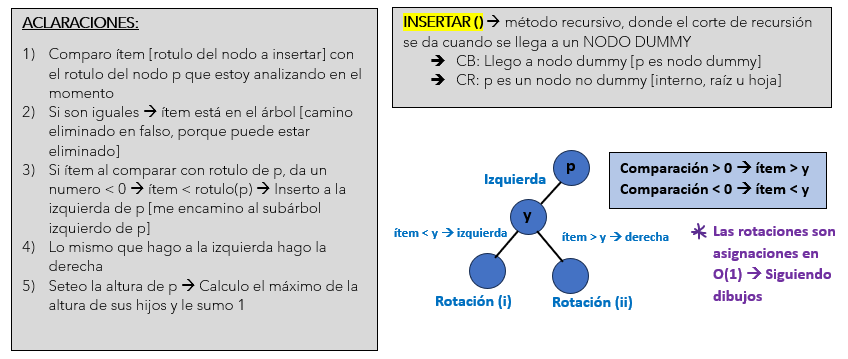 ACLARACIONES:
1) Comparo ítem [rotulo del nodo a insertar] con
el rotulo del nodo p que estoy analizando en el
momento
2) Si son iguales → ítem está en el árbol [camino
eliminado en falso, porque puede estar
eliminado]
3) Si ítem al comparar con rotulo de p, da un
numero < 0 → ítem < rotulo(p) → Inserto a la
izquierda de p [me encamino al subárbol
izquierdo de p]
4) Lo mismo que hago a la izquierda hago la
derecha
5) Seteo la altura de p → Calculo el máximo de la
altura de sus hijos y le sumo 1
INSERTAR () → método recursivo, donde el corte de recursión
se da cuando se llega a un NODO DUMMY
→ CB: Llego a nodo dummy [p es nodo dummy]
→ CR: p es un nodo no dummy [interno, raíz u hoja]
p
Izquierda
y
ítem < y → izquierda
ítem > y → derecha
Rotación (i)
Rotación (ii)
Comparación > 0 → ítem > y
Comparación < 0 → ítem < y
* Las rotaciones son
asignaciones en
O(1) → Siguiendo
dibujos